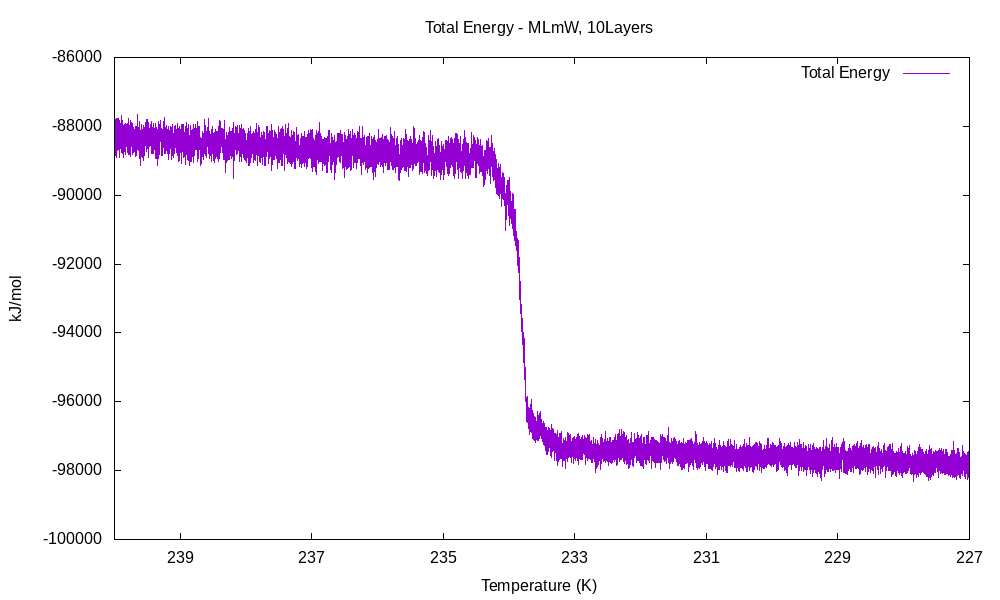 Total Energy - MLmW, 10Layers
-86000
Total Energy
-88000
-90000
-92000
-94000
-96000
-98000
-100000
kJ/mol
239 237 235 233 231 229 227
Temperature (K)